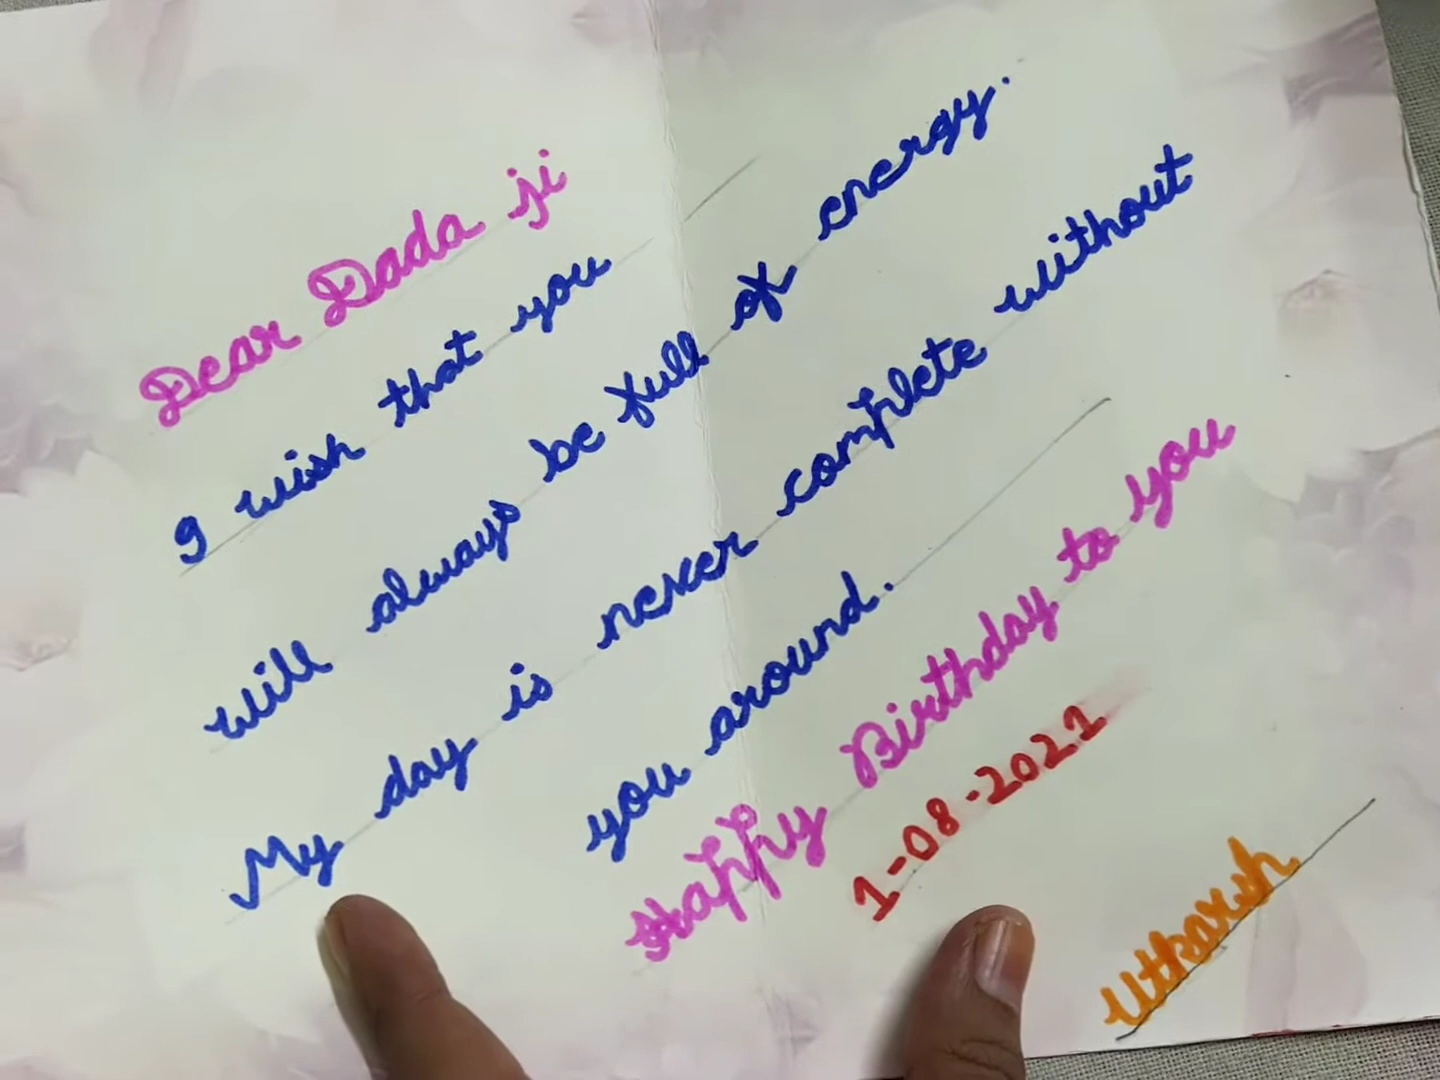 Dear Dada ji
I wish that you
will always be full of energy.
My day is never complete without
you around.
Happy Birthday to you
1-08-2021
Utkarsh